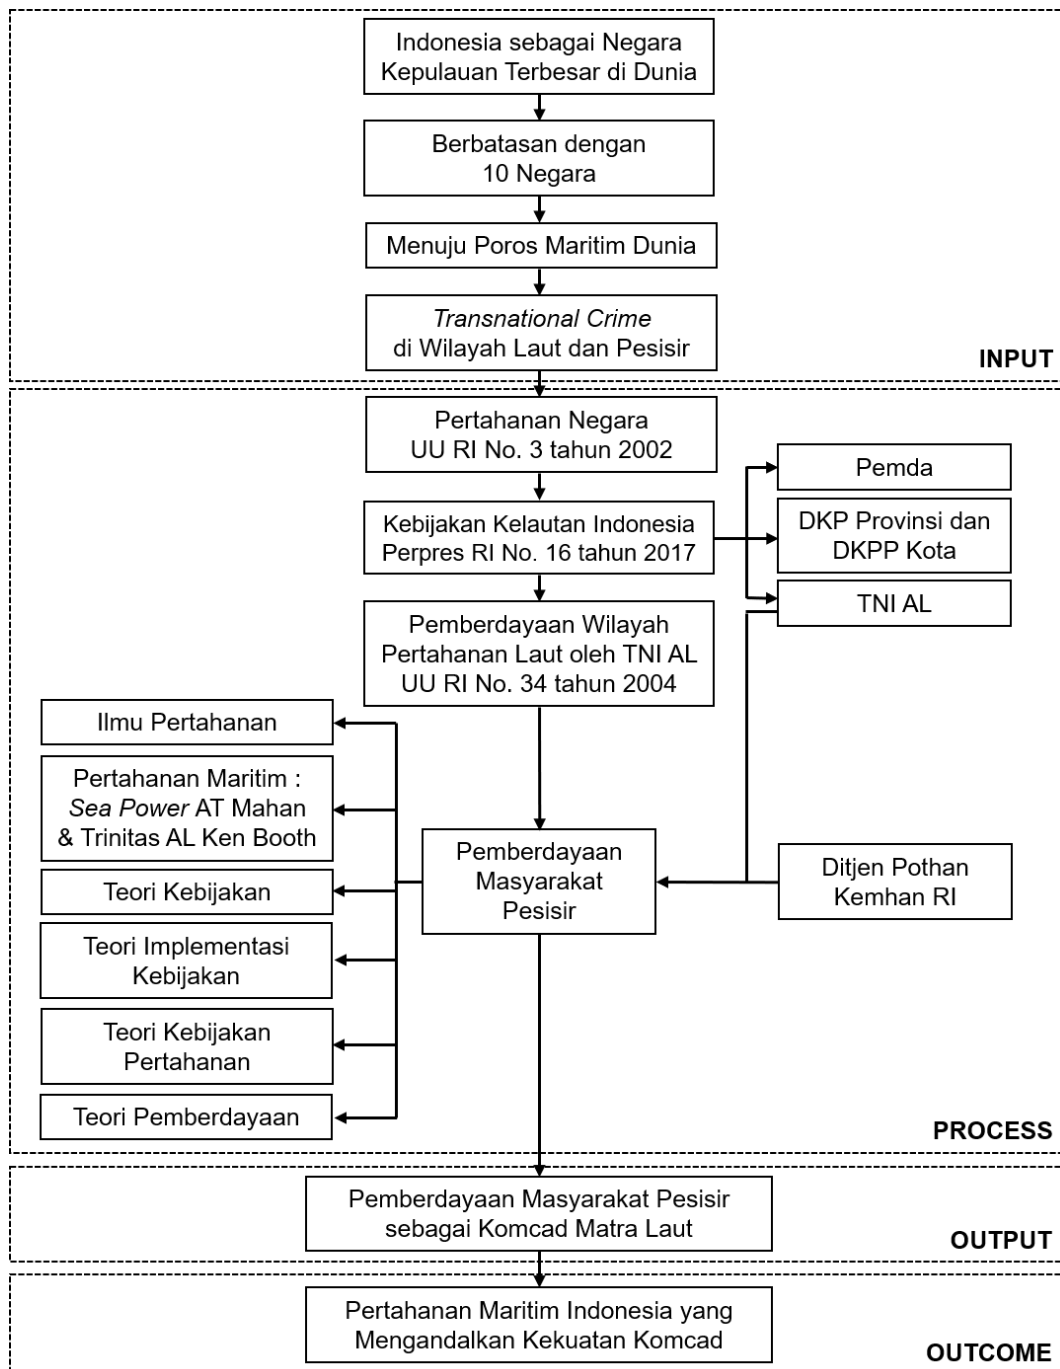 Indonesia sebagai Negara
Kepulauan Terbesar di Dunia
Berbatasan dengan
10 Negara
Menuju Poros Maritim Dunia
Transnational Crime
di Wilayah Laut dan Pesisir
INPUT
Pertahanan Negara
UU RI No. 3 tahun 2002
Pemda
Kebijakan Kelautan Indonesia
Perpres RI No. 16 tahun 2017
DKP Provinsi dan
DKPP Kota
TNI AL
Pemberdayaan Wilayah
Pertahanan Laut oleh TNI AL
UU RI No. 34 tahun 2004
Ilmu Pertahanan
Pertahanan Maritim :
Sea Power AT Mahan
& Trinitas AL Ken Booth
Teori Kebijakan
Teori Implementasi
Kebijakan
Teori Kebijakan
Pertahanan
Teori Pemberdayaan
Pemberdayaan
Masyarakat
Pesisir
Ditjen Pothan
Kemhan RI
PROCESS
Pemberdayaan Masyarakat Pesisir
sebagai Komcad Matra Laut
OUTPUT
Pertahanan Maritim Indonesia yang
Mengandalkan Kekuatan Komcad
OUTCOME